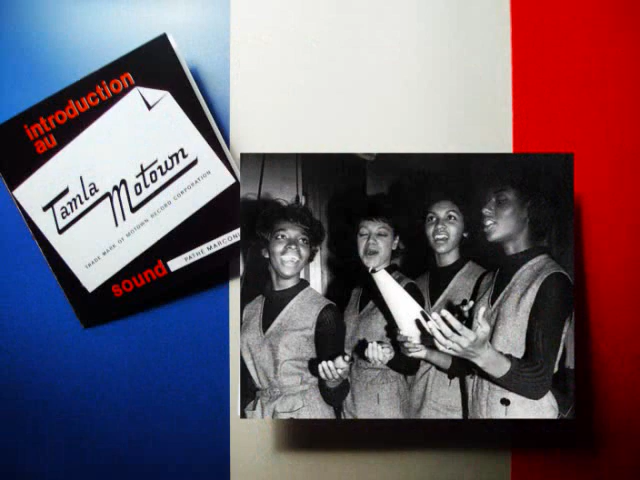 introduction
au
Tamla
Motown
TRADE MARK OF MOTOWN RECORD CORPORATION
sound
PATHE MARCONI